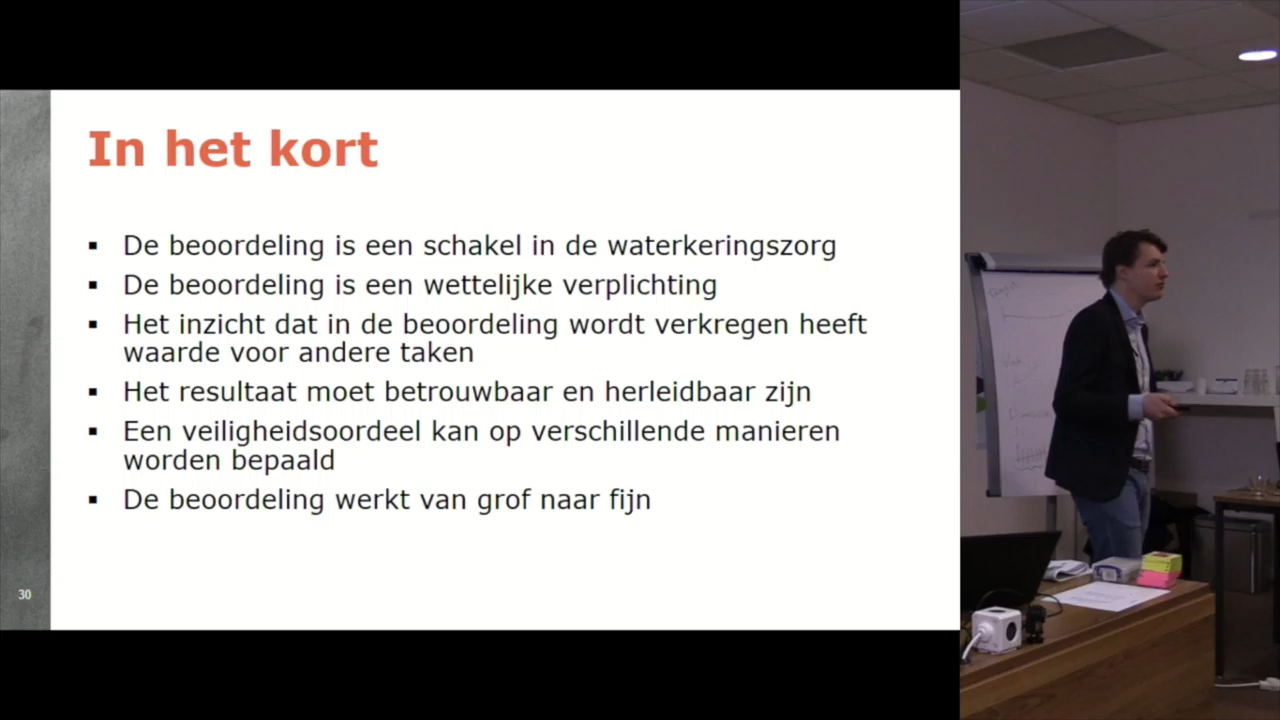 In het kort
▪ De beoordeling is een schakel in de waterkeringszorg
▪ De beoordeling is een wettelijke verplichting
▪ Het inzicht dat in de beoordeling wordt verkregen heeft
waarde voor andere taken
▪ Het resultaat moet betrouwbaar en herleidbaar zijn
▪ Een veiligheidsoordeel kan op verschillende manieren
worden bepaald
▪ De beoordeling werkt van grof naar fijn
30